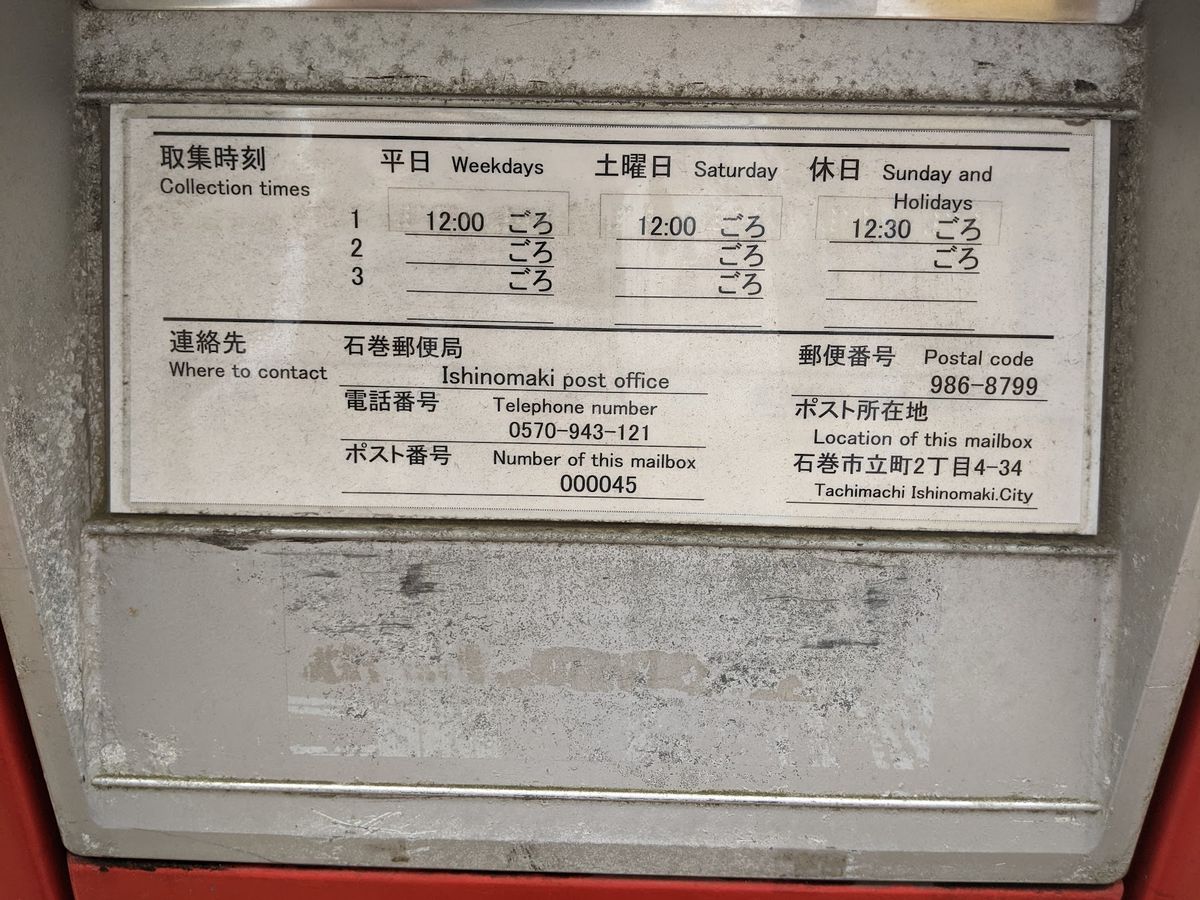 取集時刻 平日 Weekdays 土曜日 Saturday 休日 Sunday and
Collection times Holidays
1 12:00 ごろ 12:00 ごろ 12:30 ごろ
2 ごろ ごろ ごろ
3 ごろ ごろ
連絡先 石巻郵便局 郵便番号 Postal code
Where to contact Ishinomaki post office 986-8799
電話番号 Telephone number ポスト所在地
0570-943-121 Location of this mailbox
ポスト番号 Number of this mailbox 石巻市立町2丁目4-34
000045 Tachimachi Ishinomaki.City